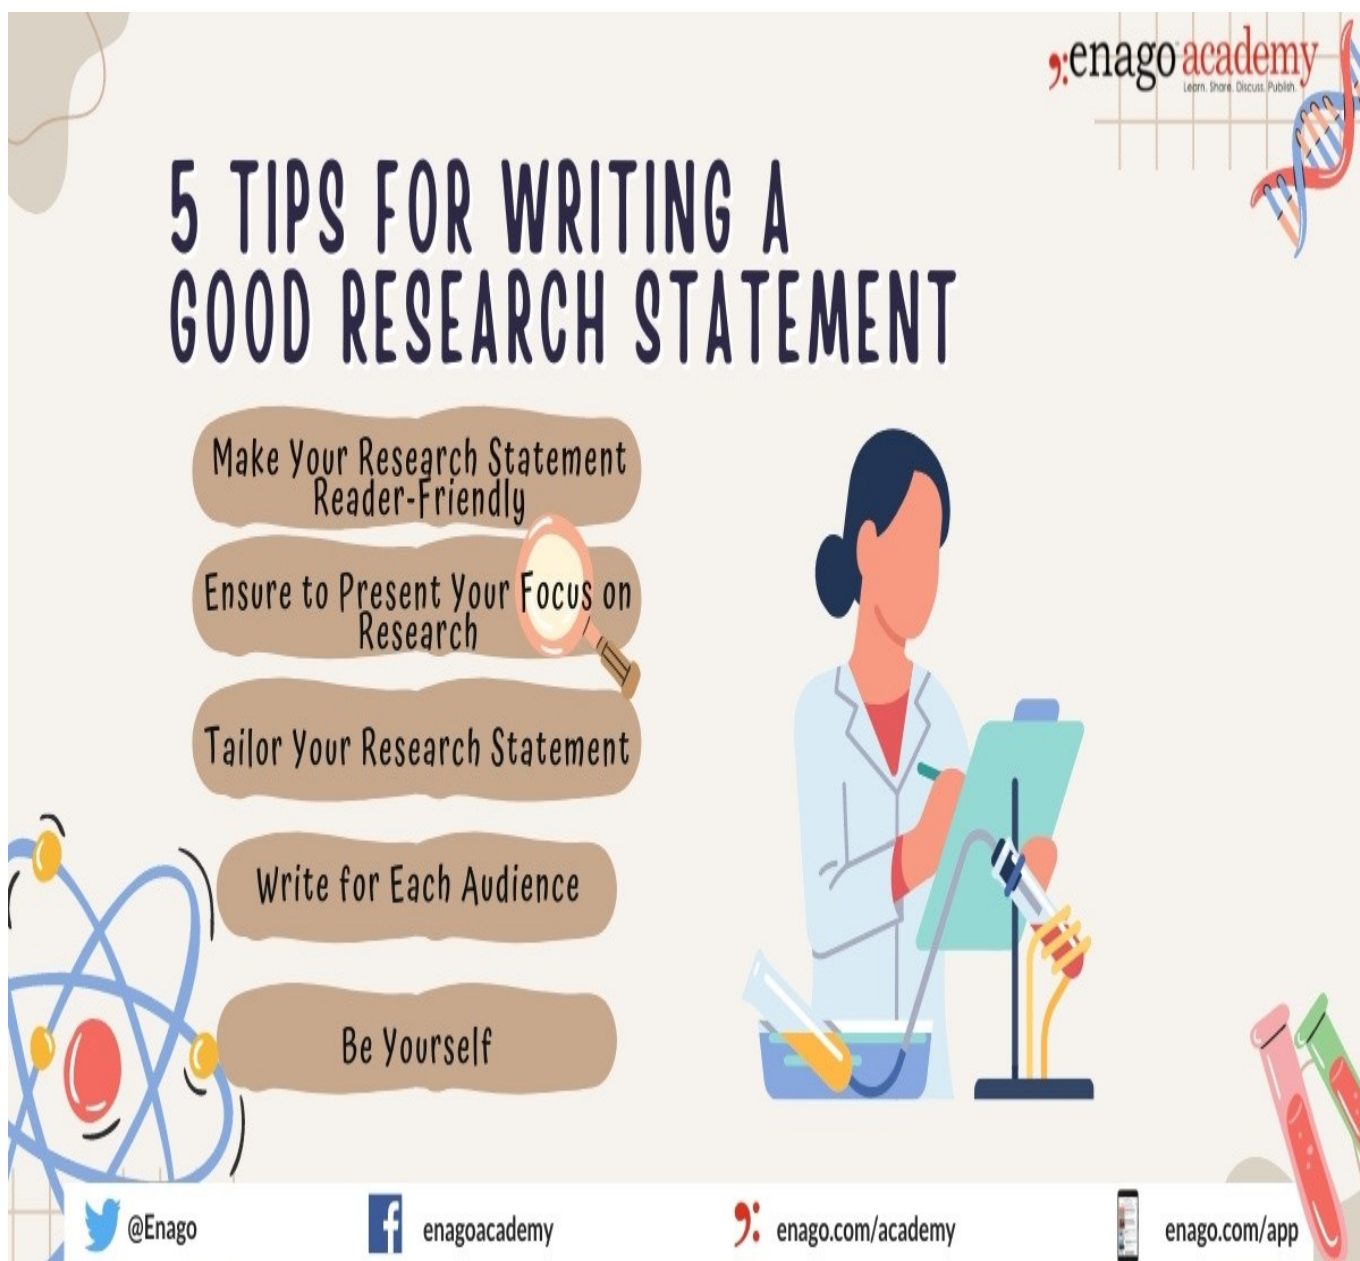 enago academy
Learn. Share. Discuss. Publish.
5 TIPS FOR WRITING A
GOOD RESEARCH STATEMENT
Make Your Research Statement
Reader-Friendly
Ensure to Present Your Focus on
Research
Tailor Your Research Statement
Write for Each Audience
Be Yourself
@Enago
enagoacademy
enago.com/academy
enago.com/app